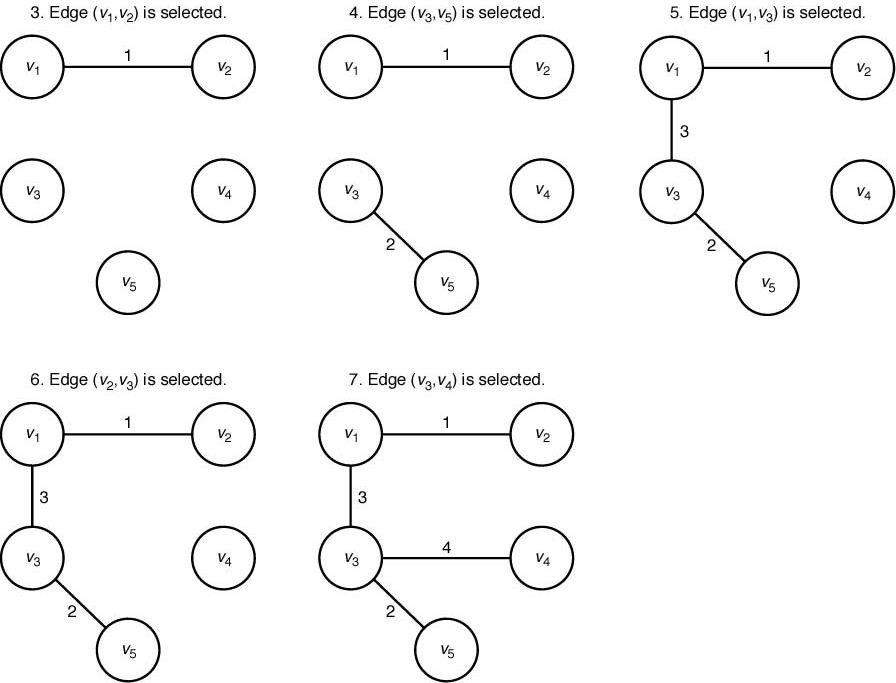 3. Edge (v₁,v₂) is selected.
v₁
1
v₂
v₃
v₄
v₅
4. Edge (v₃,v₅) is selected.
v₁
1
v₂
v₃
v₄
2
v₅
5. Edge (v₁,v₃) is selected.
v₁
1
v₂
3
v₃
v₄
2
v₅
6. Edge (v₂,v₃) is selected.
v₁
1
v₂
3
v₃
v₄
2
v₅
7. Edge (v₃,v₄) is selected.
v₁
1
v₂
3
v₃
4
v₄
2
v₅